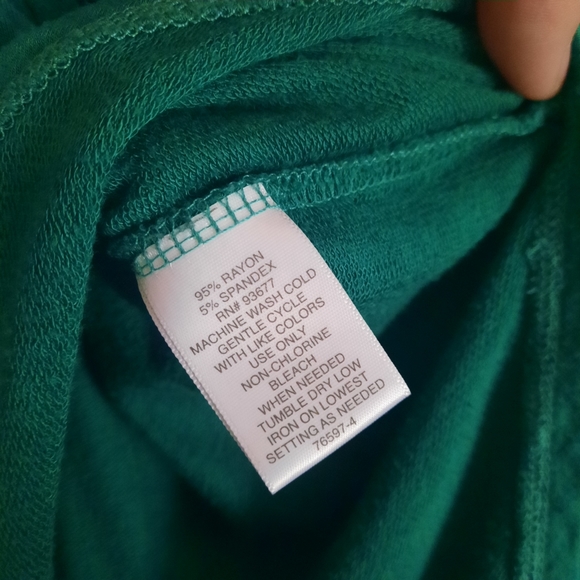 95% RAYON
5% SPANDEX
RN# 93677
MACHINE WASH COLD
GENTLE CYCLE
WITH LIKE COLORS
USE ONLY
NON-CHLORINE
BLEACH
WHEN NEEDED
TUMBLE DRY LOW
IRON ON LOWEST
SETTING AS NEEDED
76597-4